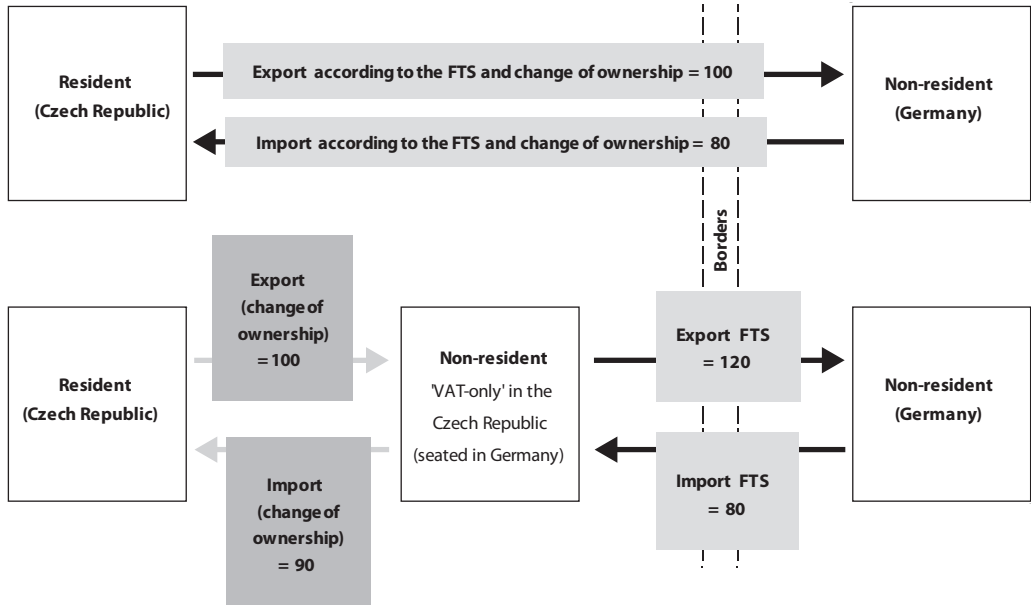 Resident
(Czech Republic)
Export according to the FTS and change of ownership = 100
Import according to the FTS and change of ownership = 80
Non-resident
(Germany)
Borders
Resident
(Czech Republic)
Export
(change of
ownership)
= 100
Import
(change of
ownership)
= 90
Non-resident
'VAT-only' in the
Czech Republic
(seated in Germany)
Export FTS
= 120
Import FTS
= 80
Non-resident
(Germany)